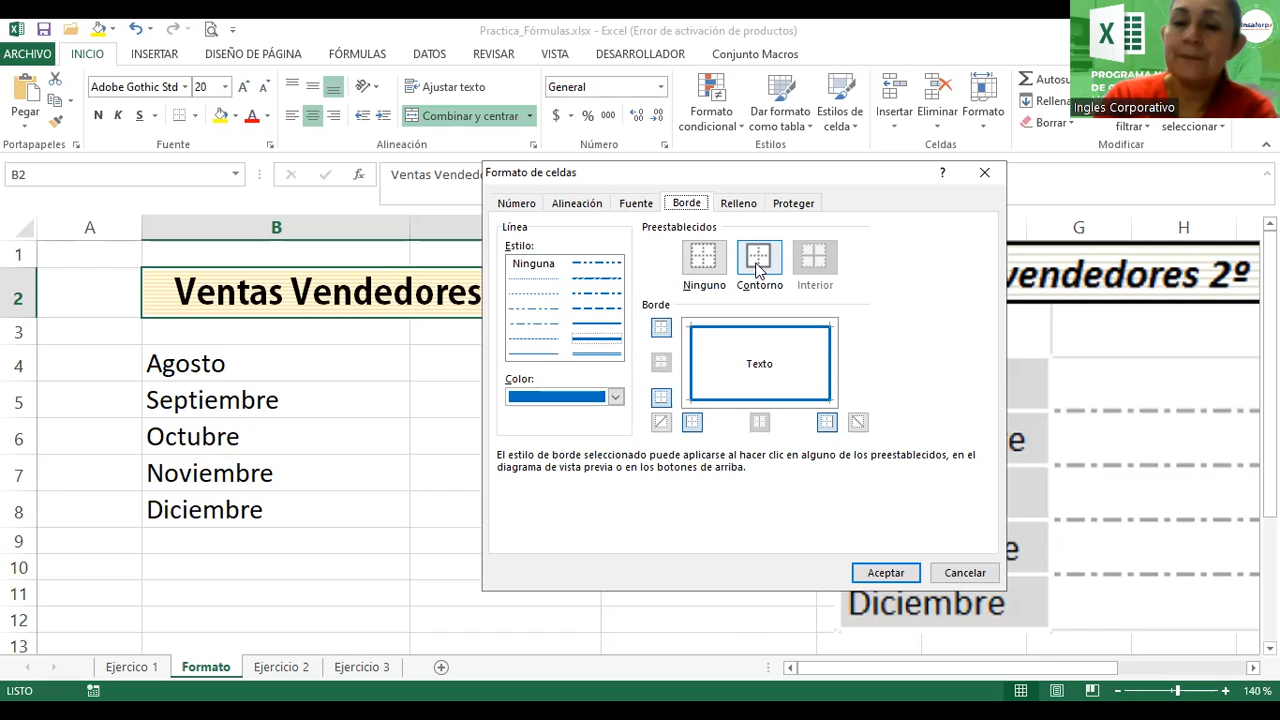 Practica_Fórmulas.xlsx - Excel (Error de activación de productos)
ARCHIVO INICIO INSERTAR DISEÑO DE PÁGINA FÓRMULAS DATOS REVISAR VISTA DESARROLLADOR Conjunto Macros
Adobe Gothic Std 20 Ajustar texto General
Pegar N K S Combinar y centrar $ % 000
Formato condicional Dar formato como tabla Estilos de celda Insertar Eliminar Formato
Autosu
Rellena
Borrar
filtrar seleccionar
Portapapeles Fuente Alineación Número Estilos Celdas Modificar
PROGRAMA
DE
Ingles Corporativo
Insaforp
B2 fx Ventas Vended
A B G H
1
2 Ventas Vendedores
3
4 Agosto
5 Septiembre
6 Octubre
7 Noviembre
8 Diciembre
9
10
11
12
13
vendedores 2º
re
e
Diciembre
Formato de celdas ?
Número Alineación Fuente Borde Relleno Proteger
Línea
Estilo:
Ninguna
Color:
Preestablecidos
Ninguno Contorno Interior
Borde
Texto
El estilo de borde seleccionado puede aplicarse al hacer clic en alguno de los preestablecidos, en el
diagrama de vista previa o en los botones de arriba.
Aceptar Cancelar
Ejercico 1 Formato Ejercicio 2 Ejercicio 3
LISTO 140 %